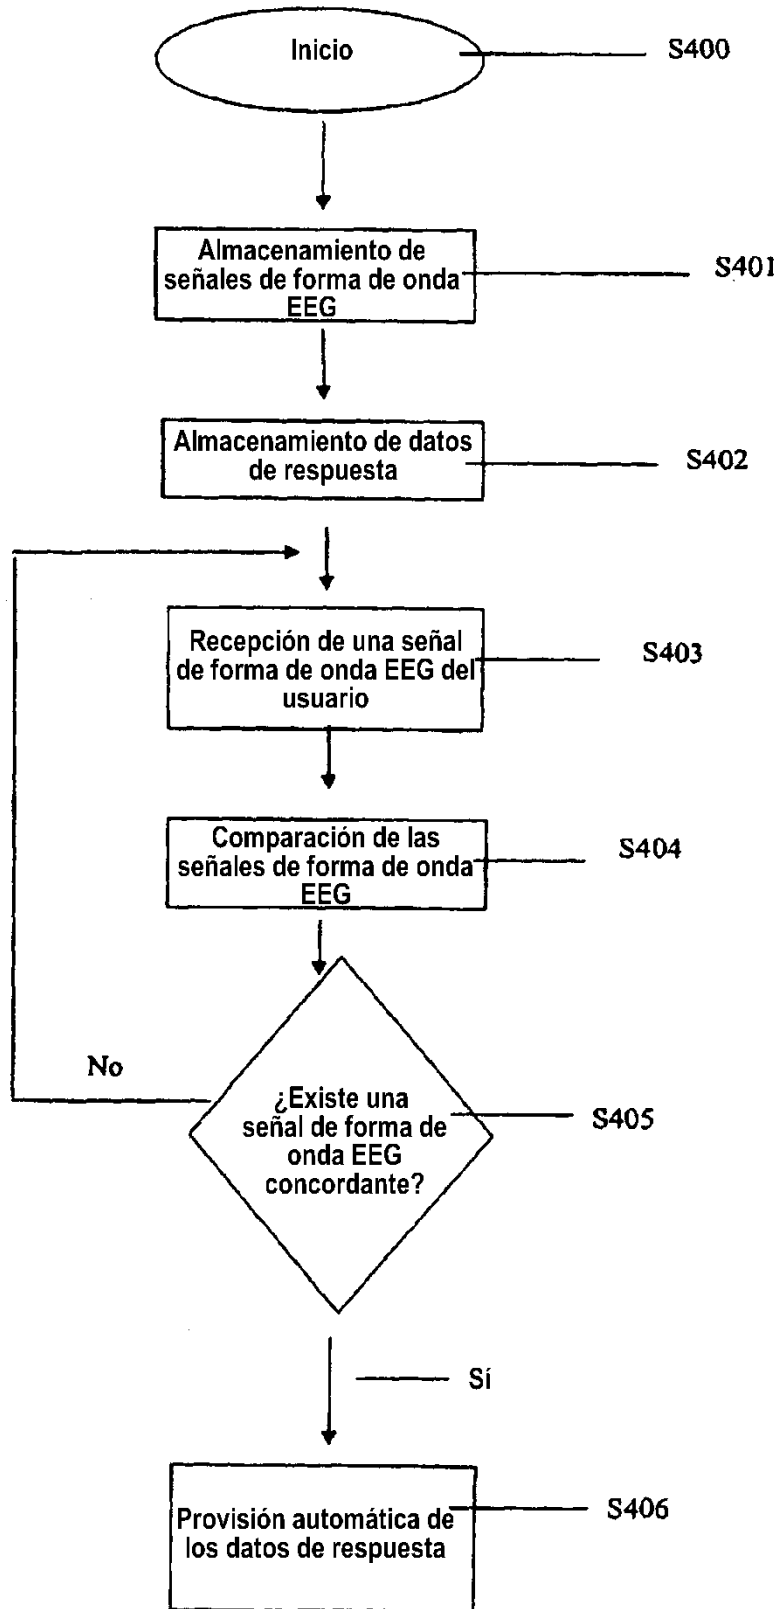 Inicio
S400
Almacenamiento de
señales de forma de onda
EEG
S401
Almacenamiento de datos
de respuesta
S402
Recepción de una señal
de forma de onda EEG del
usuario
S403
Comparación de las
señales de forma de onda
EEG
S404
No
¿Existe una
señal de forma de
onda EEG
concordante?
S405
Sí
Provisión automática de
los datos de respuesta
S406